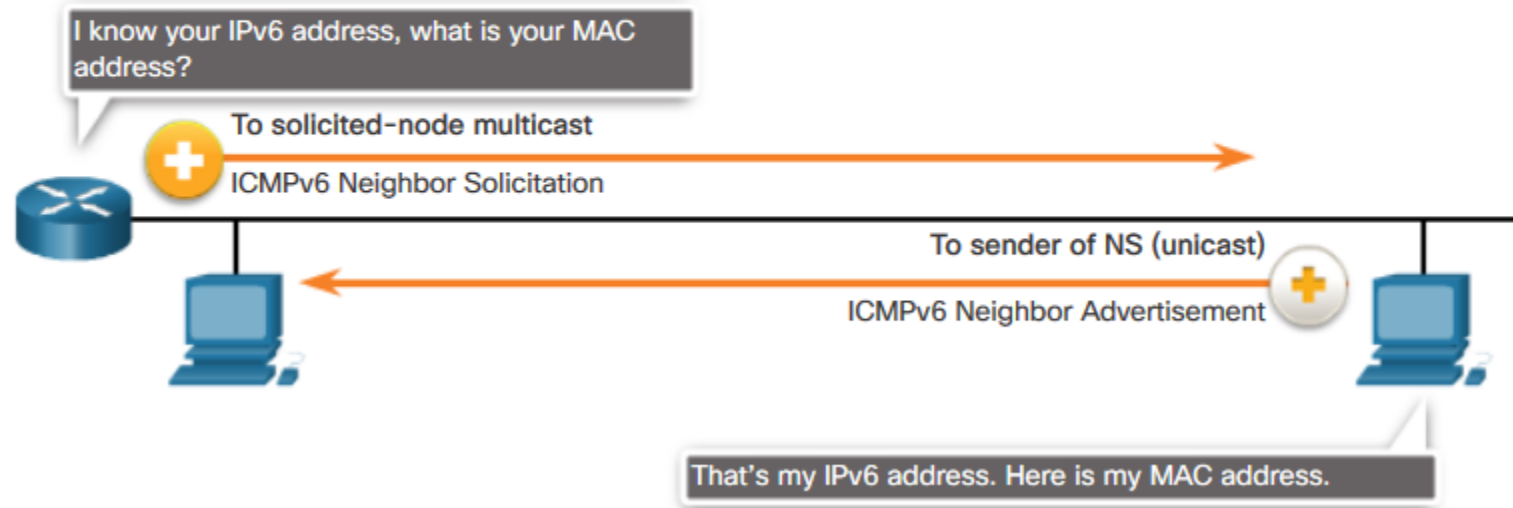 I know your IPv6 address, what is your MAC
address?
To solicited-node multicast
ICMPv6 Neighbor Solicitation
To sender of NS (unicast)
ICMPv6 Neighbor Advertisement
That's my IPv6 address. Here is my MAC address.